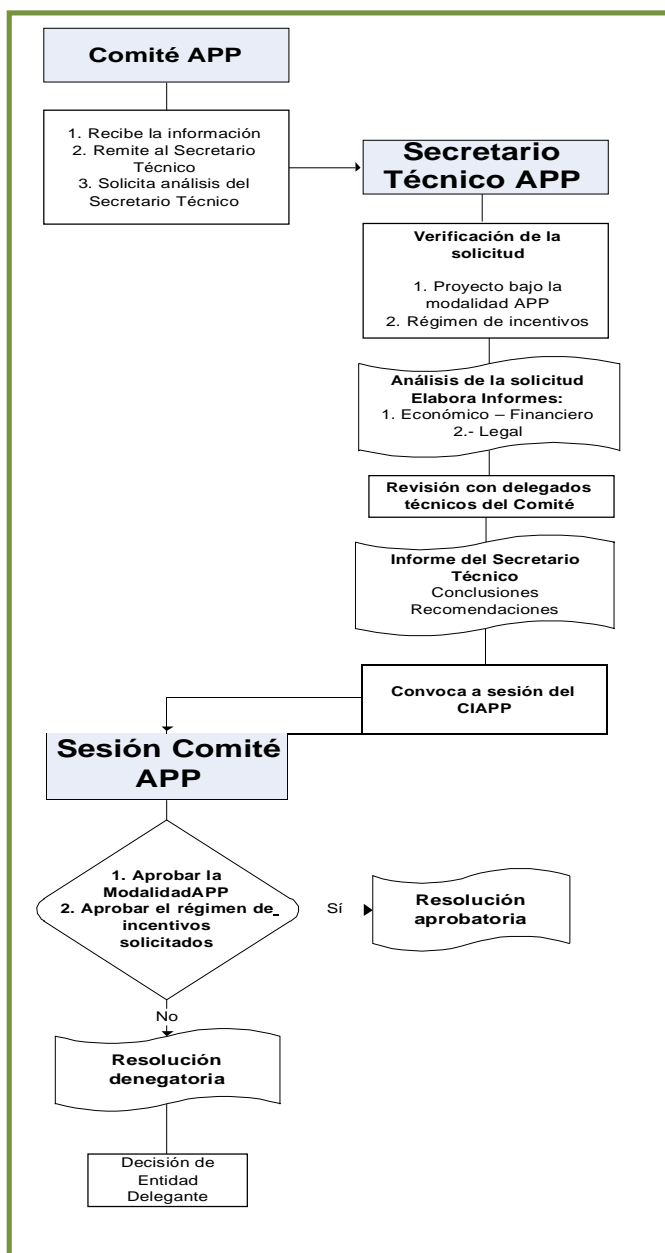 Comité APP
1. Recibe la información
2. Remite al Secretario
Técnico
3. Solicita análisis del
Secretario Técnico
Secretario
Técnico APP
Verificación de la
solicitud
1. Proyecto bajo la
modalidad APP
2. Régimen de incentivos
Análisis de la solicitud
Elabora Informes:
1. Económico – Financiero
2.- Legal
Revisión con delegados
técnicos del Comité
Informe del Secretario
Técnico
Conclusiones
Recomendaciones
Convoca a sesión del
CIAPP
Sesión Comité
APP
1. Aprobar la
ModalidadAPP
2. Aprobar el régimen de
incentivos
solicitados
Sí
Resolución
aprobatoria
No
Resolución
denegatoria
Decisión de
Entidad
Delegante